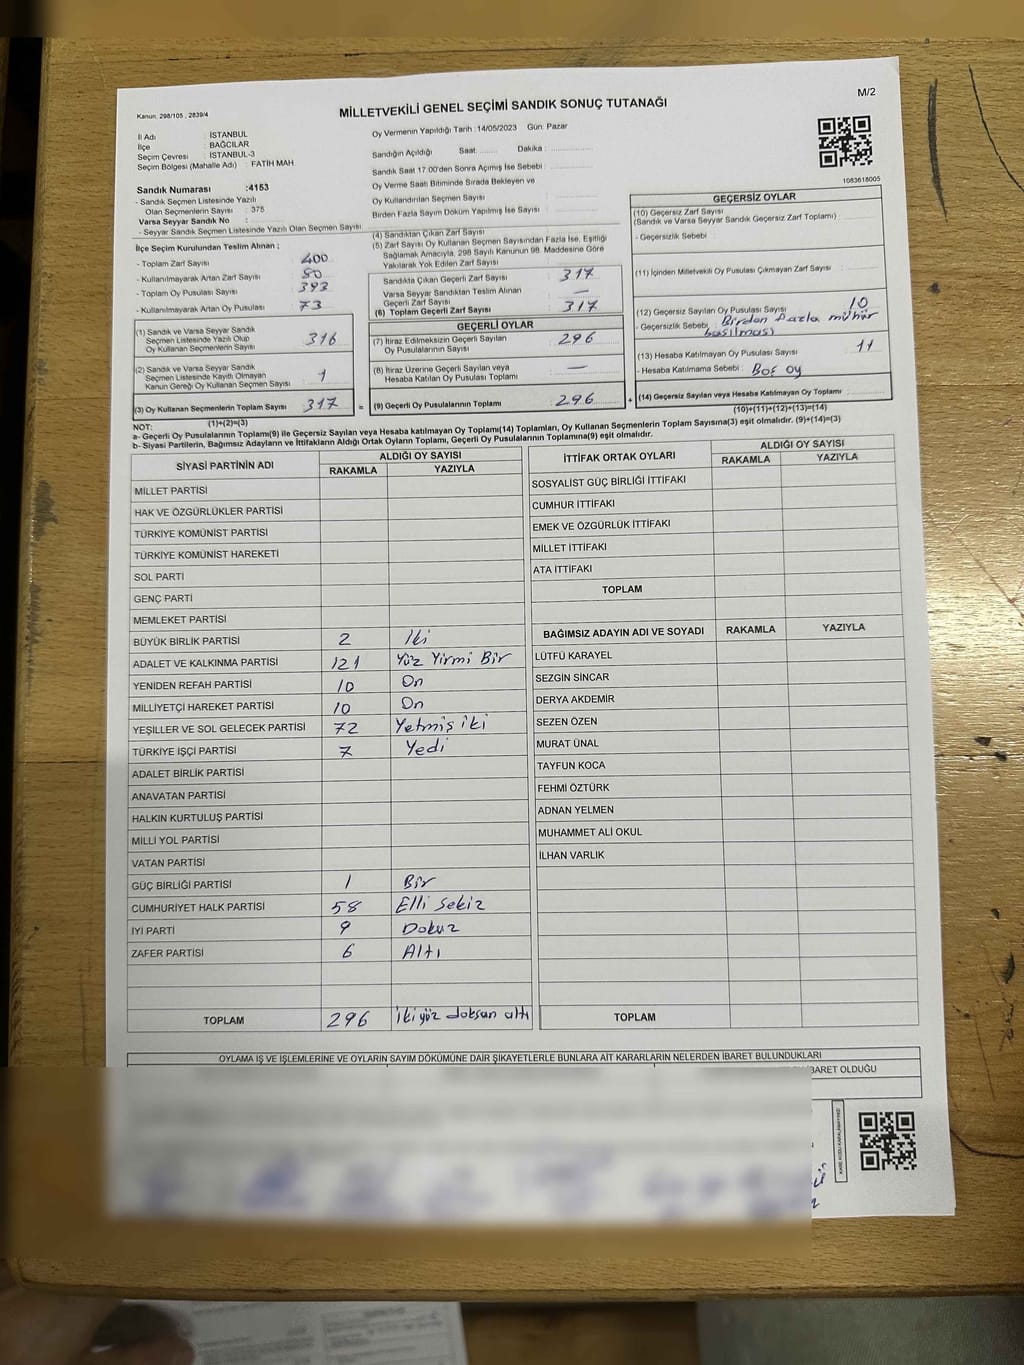 M/2
Kanun: 298/105 , 2839/4
MİLLETVEKİLİ GENEL SEÇİMİ SANDIK SONUÇ TUTANAĞI
İl Adı : İSTANBUL
İlçe : BAĞCILAR
Seçim Çevresi : İSTANBUL-3
Seçim Bölgesi (Mahalle Adı) : FATİH MAH
Sandık Numarası :4153
- Sandık Seçmen Listesinde Yazılı
Olan Seçmenlerin Sayısı : 375
Varsa Seyyar Sandık No :
- Seyyar Sandık Seçmen Listesinde Yazılı Olan Seçmen Sayısı
Oy Vermenin Yapıldığı Tarih : 14/05/2023 Gün: Pazar
Sandığın Açıldığı Saat: ........ Dakika : ............
Sandık Saat 17.00'den Sonra Açılmış İse Sebebi : ............
Oy Verme Saati Bitiminde Sırada Bekleyen ve
Oy Kullandırılan Seçmen Sayısı : ............
Birden Fazla Sayım Döküm Yapılmış İse Sayısı : ............
1083618005
İlçe Seçim Kurulundan Teslim Alınan ;
- Toplam Zarf Sayısı : 400
- Kullanılmayarak Artan Zarf Sayısı : 80
- Toplam Oy Pusulası Sayısı : 393
- Kullanılmayarak Artan Oy Pusulası : 73
(1) Sandık ve Varsa Seyyar Sandık
Seçmen Listesinde Yazılı Olup
Oy Kullanan Seçmenlerin Sayısı : 316
(2) Sandık ve Varsa Seyyar Sandık
Seçmen Listesinde Kayıtlı Olmayan
Kanun Gereği Oy Kullanan Seçmen Sayısı : 1
(3) Oy Kullanan Seçmenlerin Toplam Sayısı : 317
(1)+(2)=(3)
(4) Sandıktan Çıkan Zarf Sayısı
(5) Zarf Sayısı Oy Kullanan Seçmen Sayısından Fazla İse, Eşitliği
Sağlamak Amacıyla, 298 Sayılı Kanunun 98. Maddesine Göre
Yakılarak Yok Edilen Zarf Sayısı
Sandıkta Çıkan Geçerli Zarf Sayısı : 317
Varsa Seyyar Sandıktan Teslim Alınan
Geçerli Zarf Sayısı : —
(6) Toplam Geçerli Zarf Sayısı : 317
GEÇERLİ OYLAR
(7) İtiraz Edilmeksizin Geçerli Sayılan
Oy Pusulalarının Sayısı : 296
(8) İtiraz Üzerine Geçerli Sayılan veya
Hesaba Katılan Oy Pusulası Toplamı : —
= (9) Geçerli Oy Pusulalarının Toplamı : 296
GEÇERSİZ OYLAR
(10) Geçersiz Zarf Sayısı
(Sandık ve Varsa Seyyar Sandık Geçersiz Zarf Toplamı) :
- Geçersizlik Sebebi :
(11) İçinden Milletvekili Oy Pusulası Çıkmayan Zarf Sayısı :
(12) Geçersiz Sayılan Oy Pusulası Sayısı : 10
- Geçersizlik Sebebi : Birden fazla mühür
basılması
(13) Hesaba Katılmayan Oy Pusulası Sayısı : 11
- Hesaba Katılmama Sebebi : Boş oy
+ (14) Geçersiz Sayılan veya Hesaba Katılmayan Oy Toplamı :
(10)+(11)+(12)+(13)=(14)
NOT:
a- Geçerli Oy Pusulalarının Toplamı(9) ile Geçersiz Sayılan veya Hesaba katılmayan Oy Toplamı(14) Toplamları, Oy Kullanan Seçmenlerin Toplam Sayısına(3) eşit olmalıdır. (9)+(14)=(3)
b- Siyasi Partilerin, Bağımsız Adayların ve İttifakların Aldığı Ortak Oyların Toplamı, Geçerli Oy Pusulalarının Toplamına(9) eşit olmalıdır.
SİYASİ PARTİNİN ADI ALDIĞI OY SAYISI
RAKAMLA YAZIYLA
MİLLET PARTİSİ
HAK VE ÖZGÜRLÜKLER PARTİSİ
TÜRKİYE KOMÜNİST PARTİSİ
TÜRKİYE KOMÜNİST HAREKETİ
SOL PARTİ
GENÇ PARTİ
MEMLEKET PARTİSİ
BÜYÜK BİRLİK PARTİSİ 2 İki
ADALET VE KALKINMA PARTİSİ 121 Yüz Yirmi Bir
YENİDEN REFAH PARTİSİ 10 On
MİLLİYETÇİ HAREKET PARTİSİ 10 On
YEŞİLLER VE SOL GELECEK PARTİSİ 72 Yetmiş iki
TÜRKİYE İŞÇİ PARTİSİ 7 Yedi
ADALET BİRLİK PARTİSİ
ANAVATAN PARTİSİ
HALKIN KURTULUŞ PARTİSİ
MİLLİ YOL PARTİSİ
VATAN PARTİSİ
GÜÇ BİRLİĞİ PARTİSİ 1 Bir
CUMHURİYET HALK PARTİSİ 58 Elli sekiz
İYİ PARTİ 9 Dokuz
ZAFER PARTİSİ 6 Altı
TOPLAM 296 iki yüz doksan altı
İTTİFAK ORTAK OYLARI ALDIĞI OY SAYISI
RAKAMLA YAZIYLA
SOSYALİST GÜÇ BİRLİĞİ İTTİFAKI
CUMHUR İTTİFAKI
EMEK VE ÖZGÜRLÜK İTTİFAKI
MİLLET İTTİFAKI
ATA İTTİFAKI
TOPLAM
BAĞIMSIZ ADAYIN ADI VE SOYADI RAKAMLA YAZIYLA
LÜTFÜ KARAYEL
SEZGİN SİNCAR
DERYA AKDEMİR
SEZEN ÖZEN
MURAT ÜNAL
TAYFUN KOCA
FEHMİ ÖZTÜRK
ADNAN YELMEN
MUHAMMET ALİ OKUL
İLHAN VARLIK
TOPLAM
OYLAMA İŞ VE İŞLEMLERİNE VE OYLARIN SAYIM DÖKÜMÜNE DAİR ŞİKAYETLERLE BUNLARA AİT KARARLARIN NELERDEN İBARET BULUNDUKLARI
BARET OLDUĞU